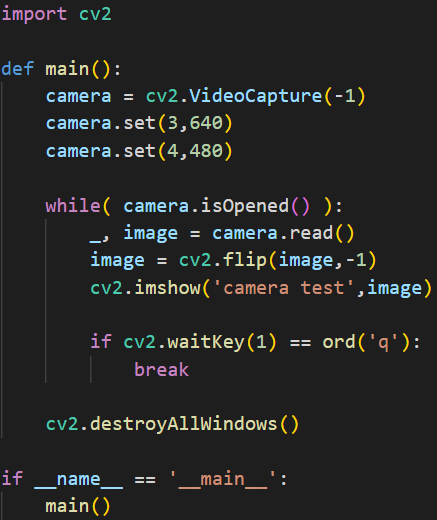 import cv2
def main():
    camera = cv2.VideoCapture(-1)
    camera.set(3,640)
    camera.set(4,480)
    while( camera.isOpened() ):
        _, image = camera.read()
        image = cv2.flip(image,-1)
        cv2.imshow('camera test',image)
        if cv2.waitKey(1) == ord('q'):
            break
    cv2.destroyAllWindows()
if __name__ == '__main__':
    main()